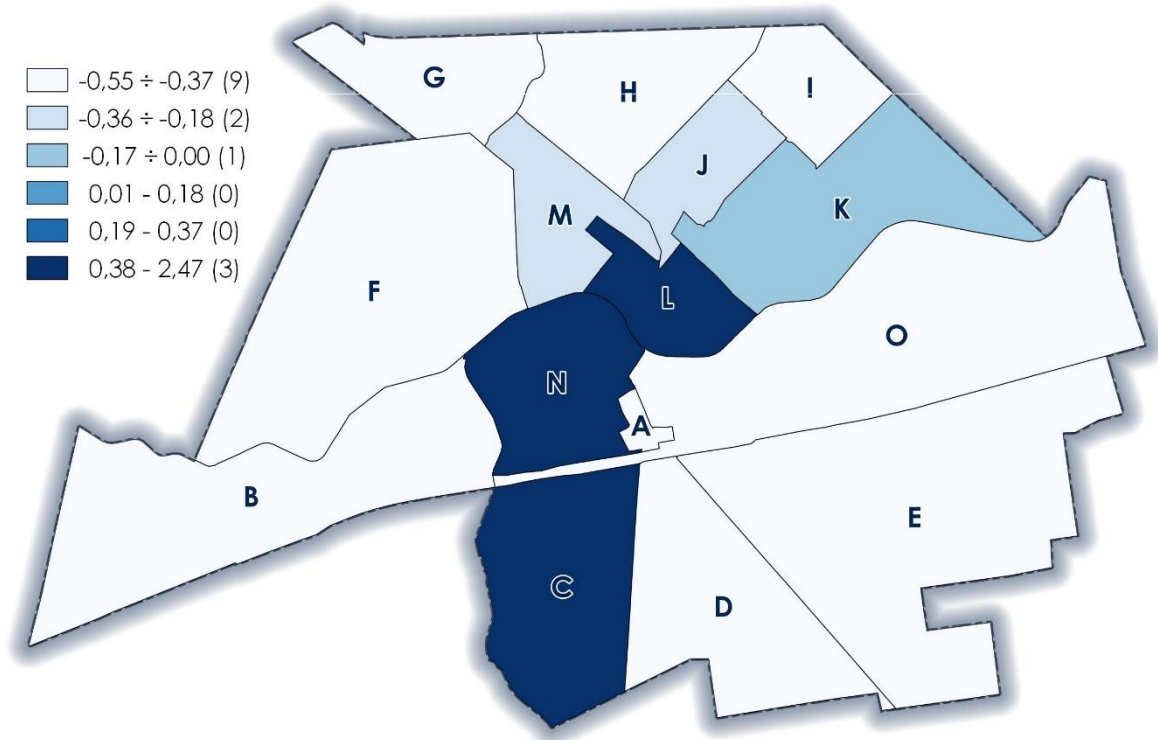 -0,55 ÷ -0,37 (9)
-0,36 ÷ -0,18 (2)
-0,17 ÷ 0,00 (1)
0,01 - 0,18 (0)
0,19 - 0,37 (0)
0,38 - 2,47 (3)
G
H
I
J
K
M
F
L
O
N
A
B
E
C
D